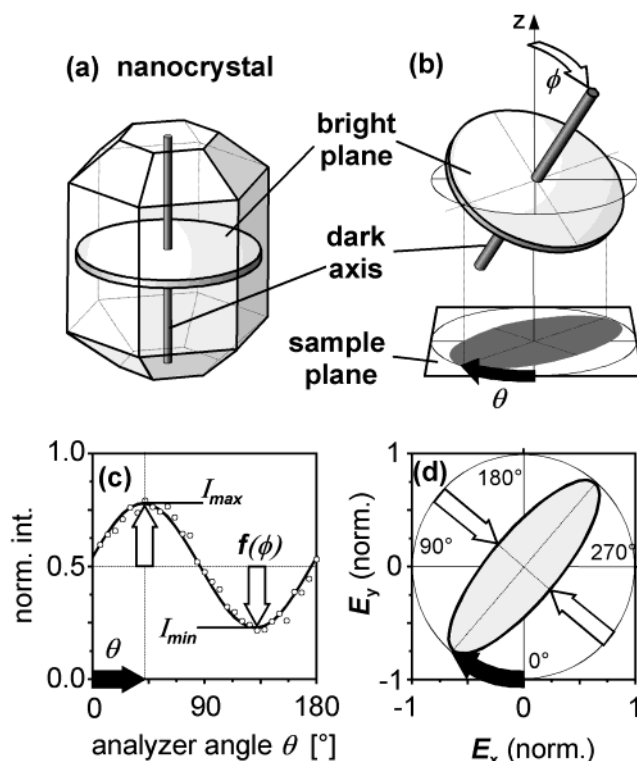 (a) nanocrystal
(b)
z
ϕ
bright
plane
dark
axis
sample
plane
θ
(c)
1.0
0.5
0.0
norm. int.
I_max
f(ϕ)
I_min
θ
0
90
180
analyzer angle θ [°]
(d)
1
0
-1
E_y (norm.)
180°
90°
270°
0°
-1
0
1
E_x (norm.)